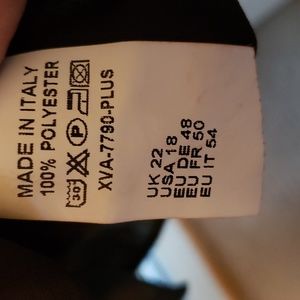 MADE IN ITALY
100% POLYESTER
30° P
XVA-7790-PLUS
UK 22
USA 18
EU DE 48
EU FR 50
EU IT 54